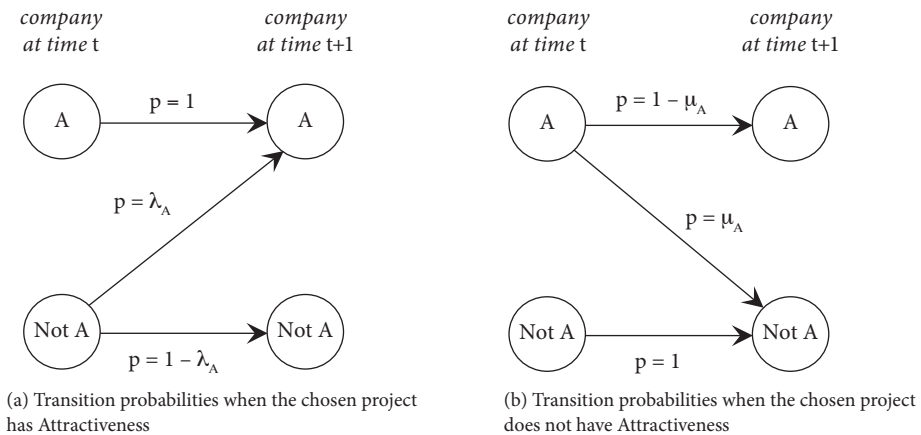 company
at time t
company
at time t+1
A
p = 1
A
p = λ_A
Not A
Not A
p = 1 – λ_A
(a) Transition probabilities when the chosen project
has Attractiveness
company
at time t
company
at time t+1
A
p = 1 – μ_A
A
p = μ_A
Not A
Not A
p = 1
(b) Transition probabilities when the chosen project
does not have Attractiveness